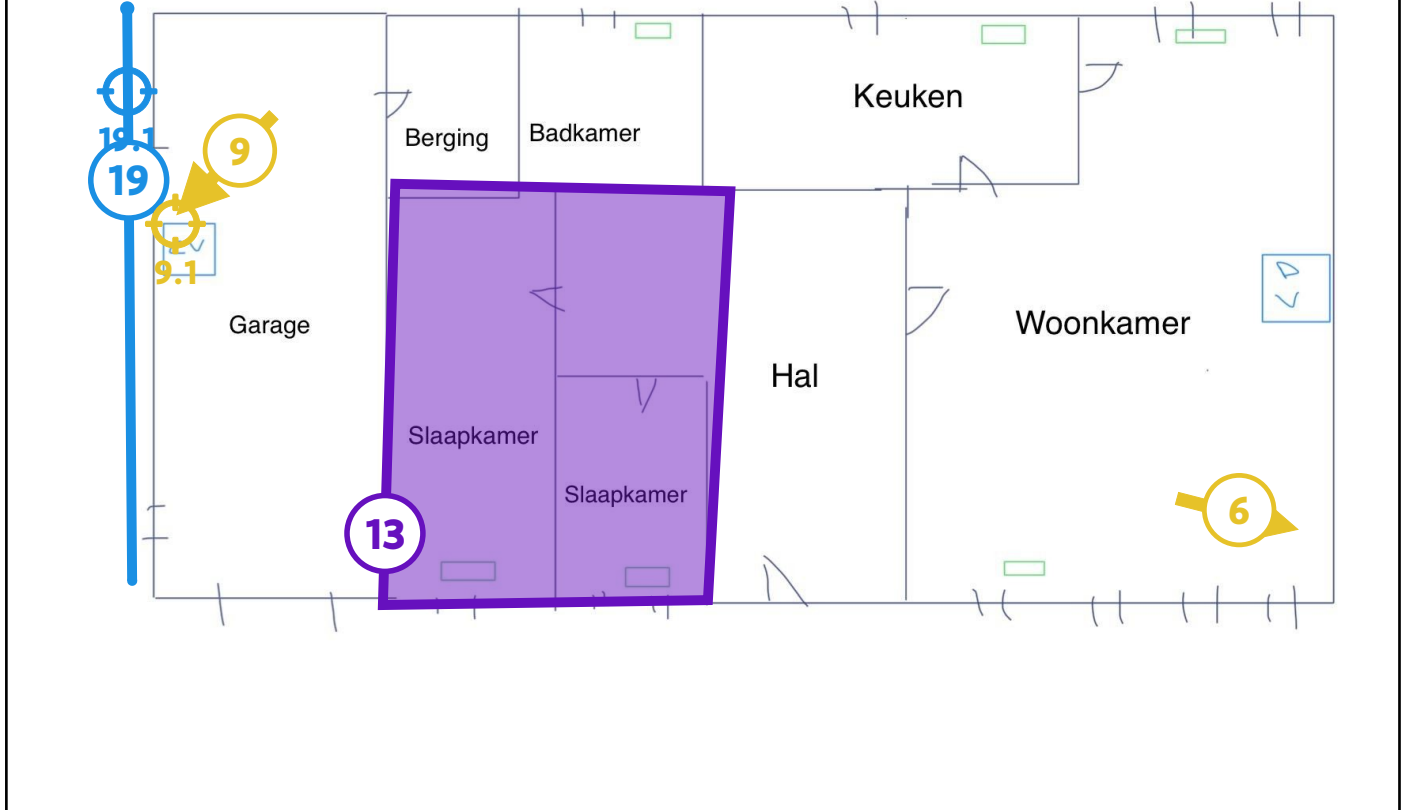 Keuken
Berging
Badkamer
19.1
9
19
9.1
Garage
Woonkamer
D
V
Hal
Slaapkamer
Slaapkamer
6
13